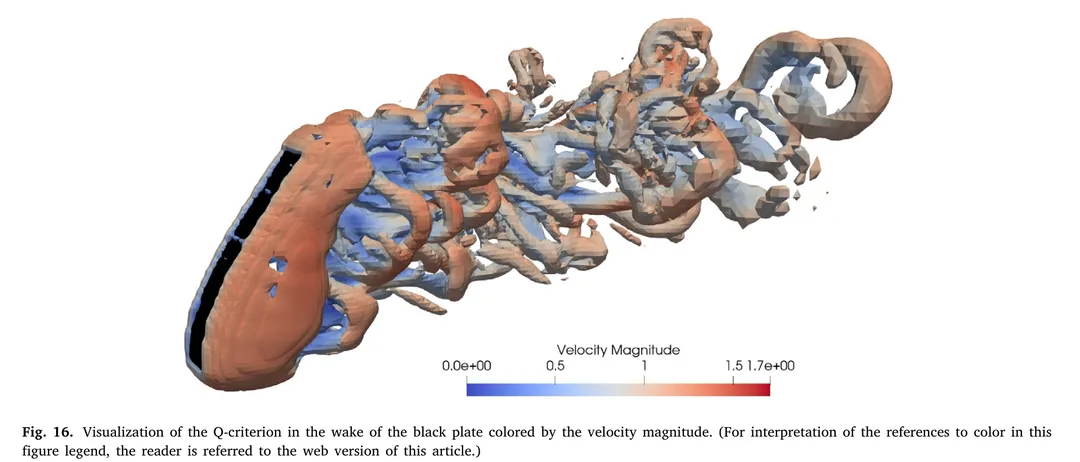 Velocity Magnitude
0.0e+00 0.5 1 1.5 1.7e+00
Fig. 16. Visualization of the Q-criterion in the wake of the black plate colored by the velocity magnitude. (For interpretation of the references to color in this
figure legend, the reader is referred to the web version of this article.)